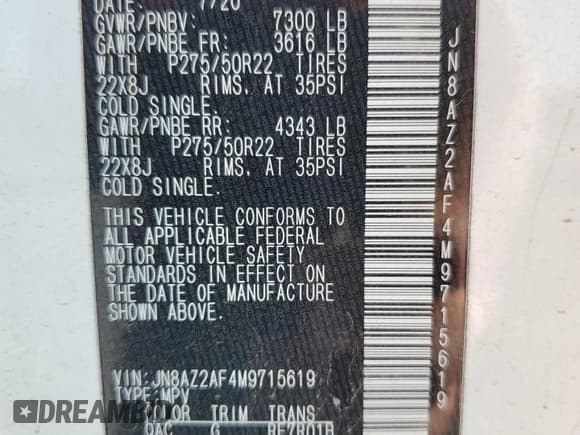 DATE: 7/20
GVWR/PNBV: 7300 LB
GAWR/PNBE FR: 3616 LB
WITH P275/50R22 TIRES
22X8J RIMS, AT 35PSI
COLD SINGLE.
GAWR/PNBE RR: 4343 LB
WITH P275/50R22 TIRES
22X8J RIMS, AT 35PSI
COLD SINGLE.
THIS VEHICLE CONFORMS TO
ALL APPLICABLE FEDERAL
MOTOR VEHICLE SAFETY
STANDARDS IN EFFECT ON
THE DATE OF MANUFACTURE
SHOWN ABOVE.
VIN: JN8AZ2AF4M9715619
TYPE: MPV
TRIM TRANS
QAC G RE7R01B
JN8AZ2AF4M9715619